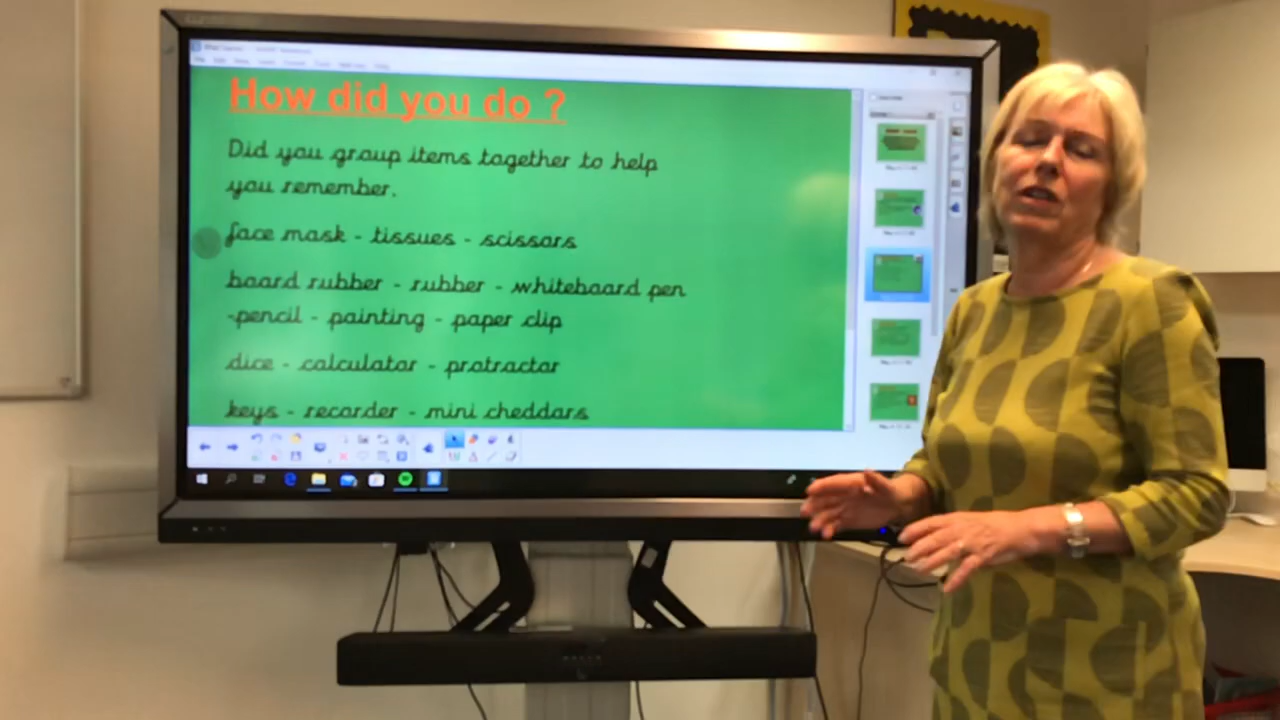 How did you do ?
Did you group items together to help
you remember.
face mask - tissues - scissors
board rubber - rubber - whiteboard pen
-pencil - painting - paper clip
dice - calculator - protractor
keys - recorder - mini cheddars